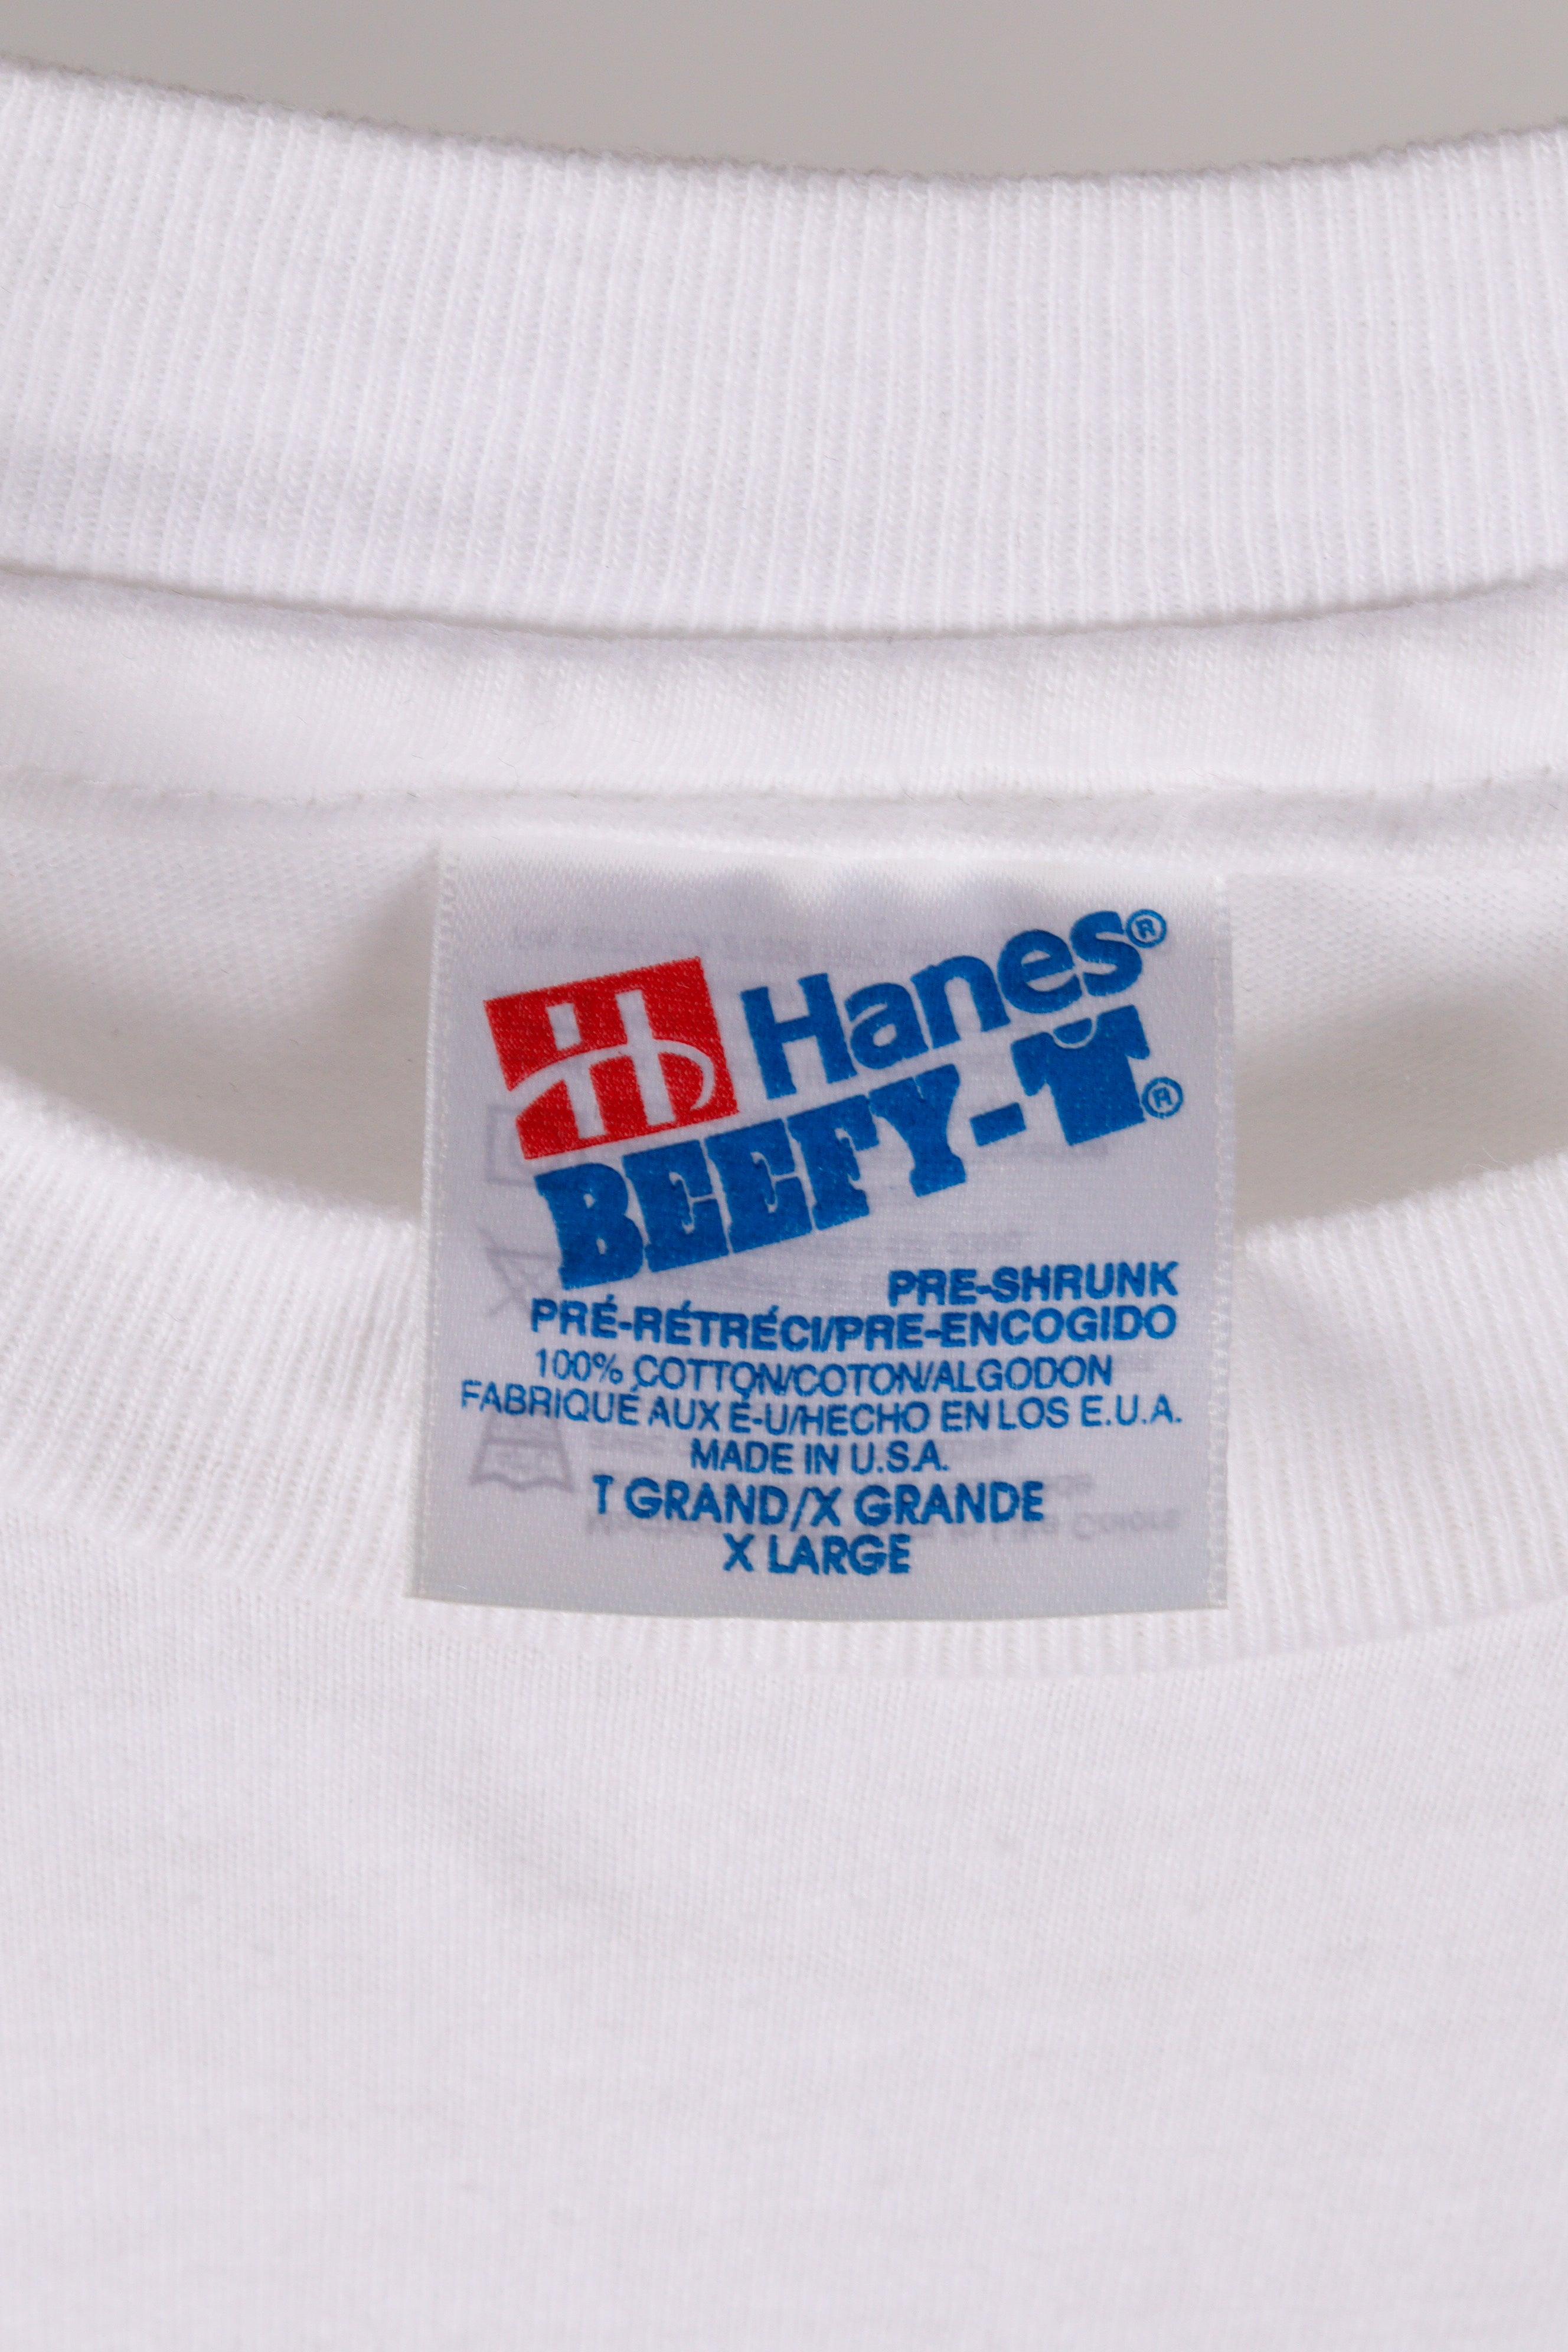 Hanes®
BEEFY-T®
PRE-SHRUNK
PRÉ-RÉTRÉCI/PRE-ENCOGIDO
100% COTTON/COTON/ALGODON
FABRIQUÉ AUX É-U/HECHO EN LOS E.U.A.
MADE IN U.S.A.
T GRAND/X GRANDE
X LARGE